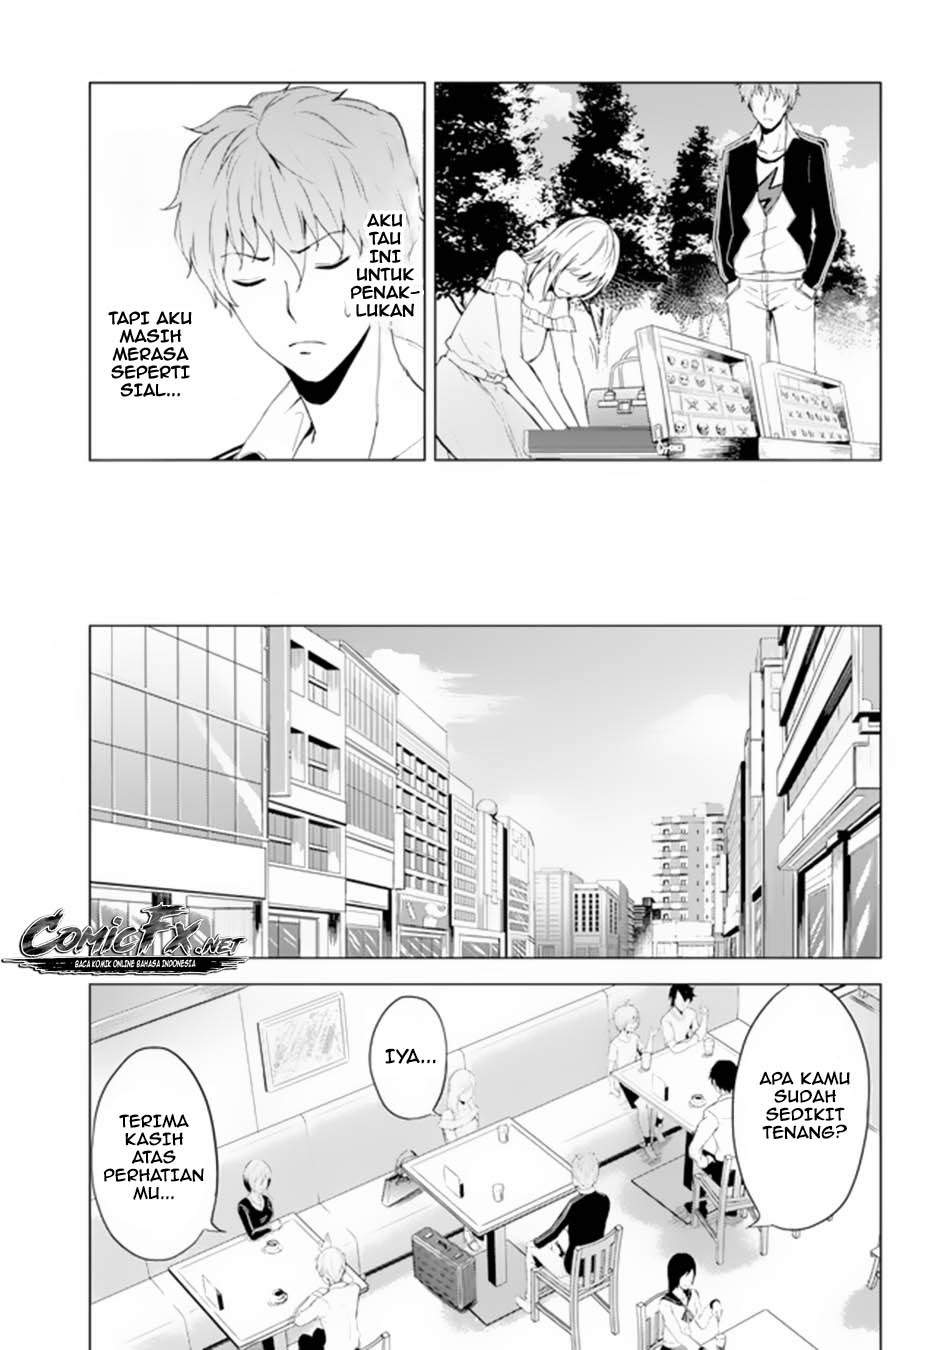 AKU
TAU
INI
UNTUK
PENAK-
LUKAN
TAPI AKU
MASIH
MERASA
SEPERTI
SIAL...
COMICFX.NET
BACA KOMIK ONLINE BAHASA INDONESIA
APA KAMU
SUDAH
SEDIKIT
TENANG?
IYA...
TERIMA
KASIH
ATAS
PERHATIAN
MU...